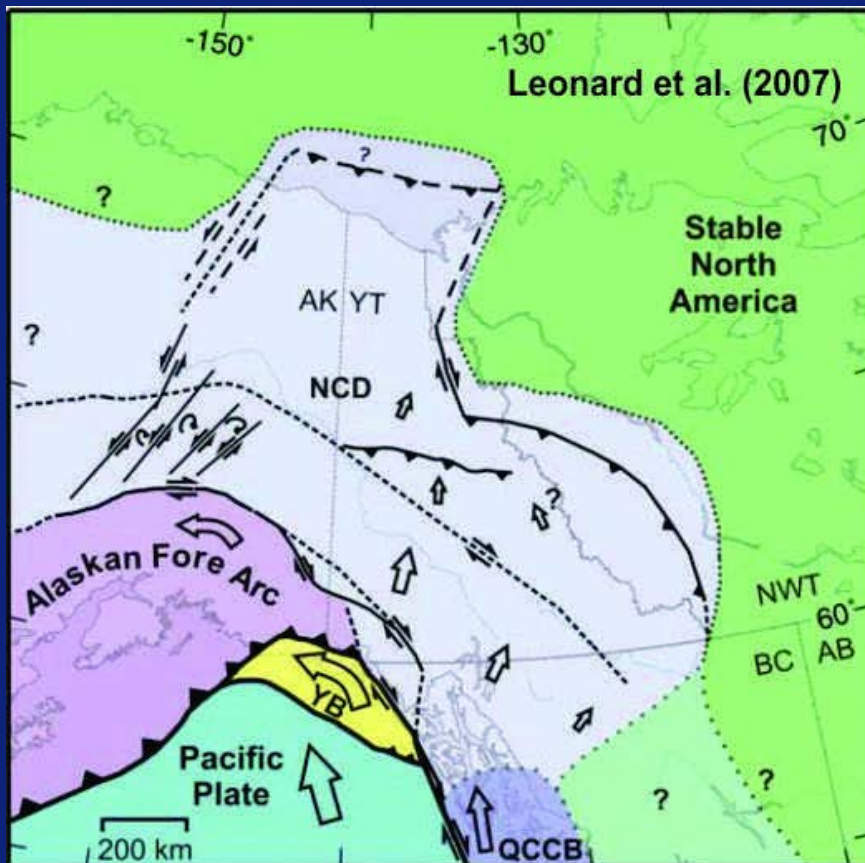 -150°
-130°
Leonard et al. (2007)
70°
?
?
Stable
North
America
AK YT
?
NCD
?
Alaskan Fore Arc
NWT
60°
BC AB
YB
Pacific
Plate
?
?
200 km
QCCB